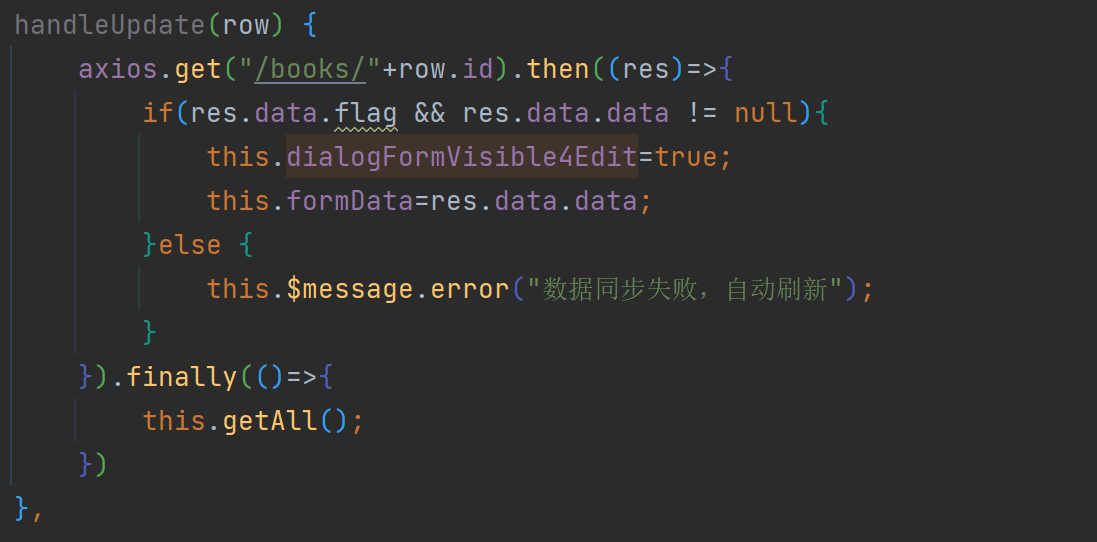 handleUpdate(row) {
    axios.get("/books/"+row.id).then((res)=>{
        if(res.data.flag && res.data.data != null){
            this.dialogFormVisible4Edit=true;
            this.formData=res.data.data;
        }else {
            this.$message.error("数据同步失败，自动刷新");
        }
    }).finally(()=>{
        this.getAll();
    })
},